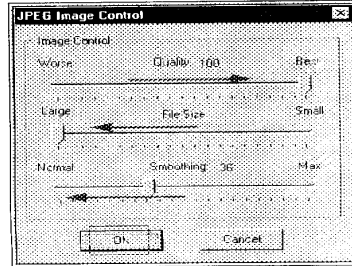 JPEG Image Control
Image Control
Worse Quality 100 Best
Large File Size Small
Normal Smoothing 36 Max
OK Cancel